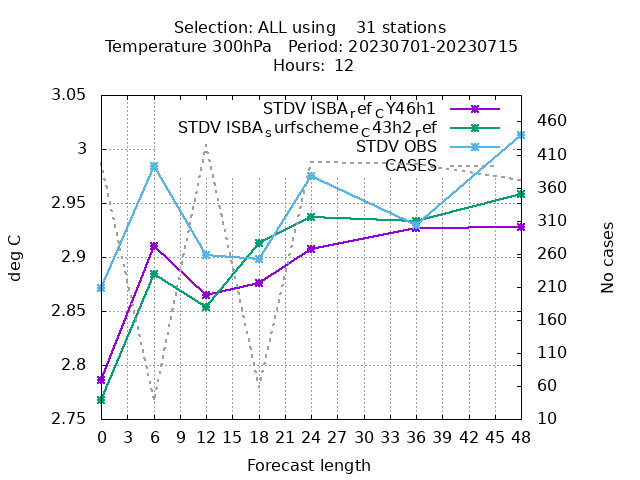 Selection: ALL using    31 stations
Temperature 300hPa   Period: 20230701-20230715
Hours:  12
STDV ISBA_ref_CY46h1
STDV ISBA_surfscheme_C43h2_ref
STDV OBS
CASES
3.05
3
2.95
2.9
2.85
2.8
2.75
deg C
460
410
360
310
260
210
160
110
60
10
No cases
0 3 6 9 12 15 18 21 24 27 30 33 36 39 42 45 48
Forecast length